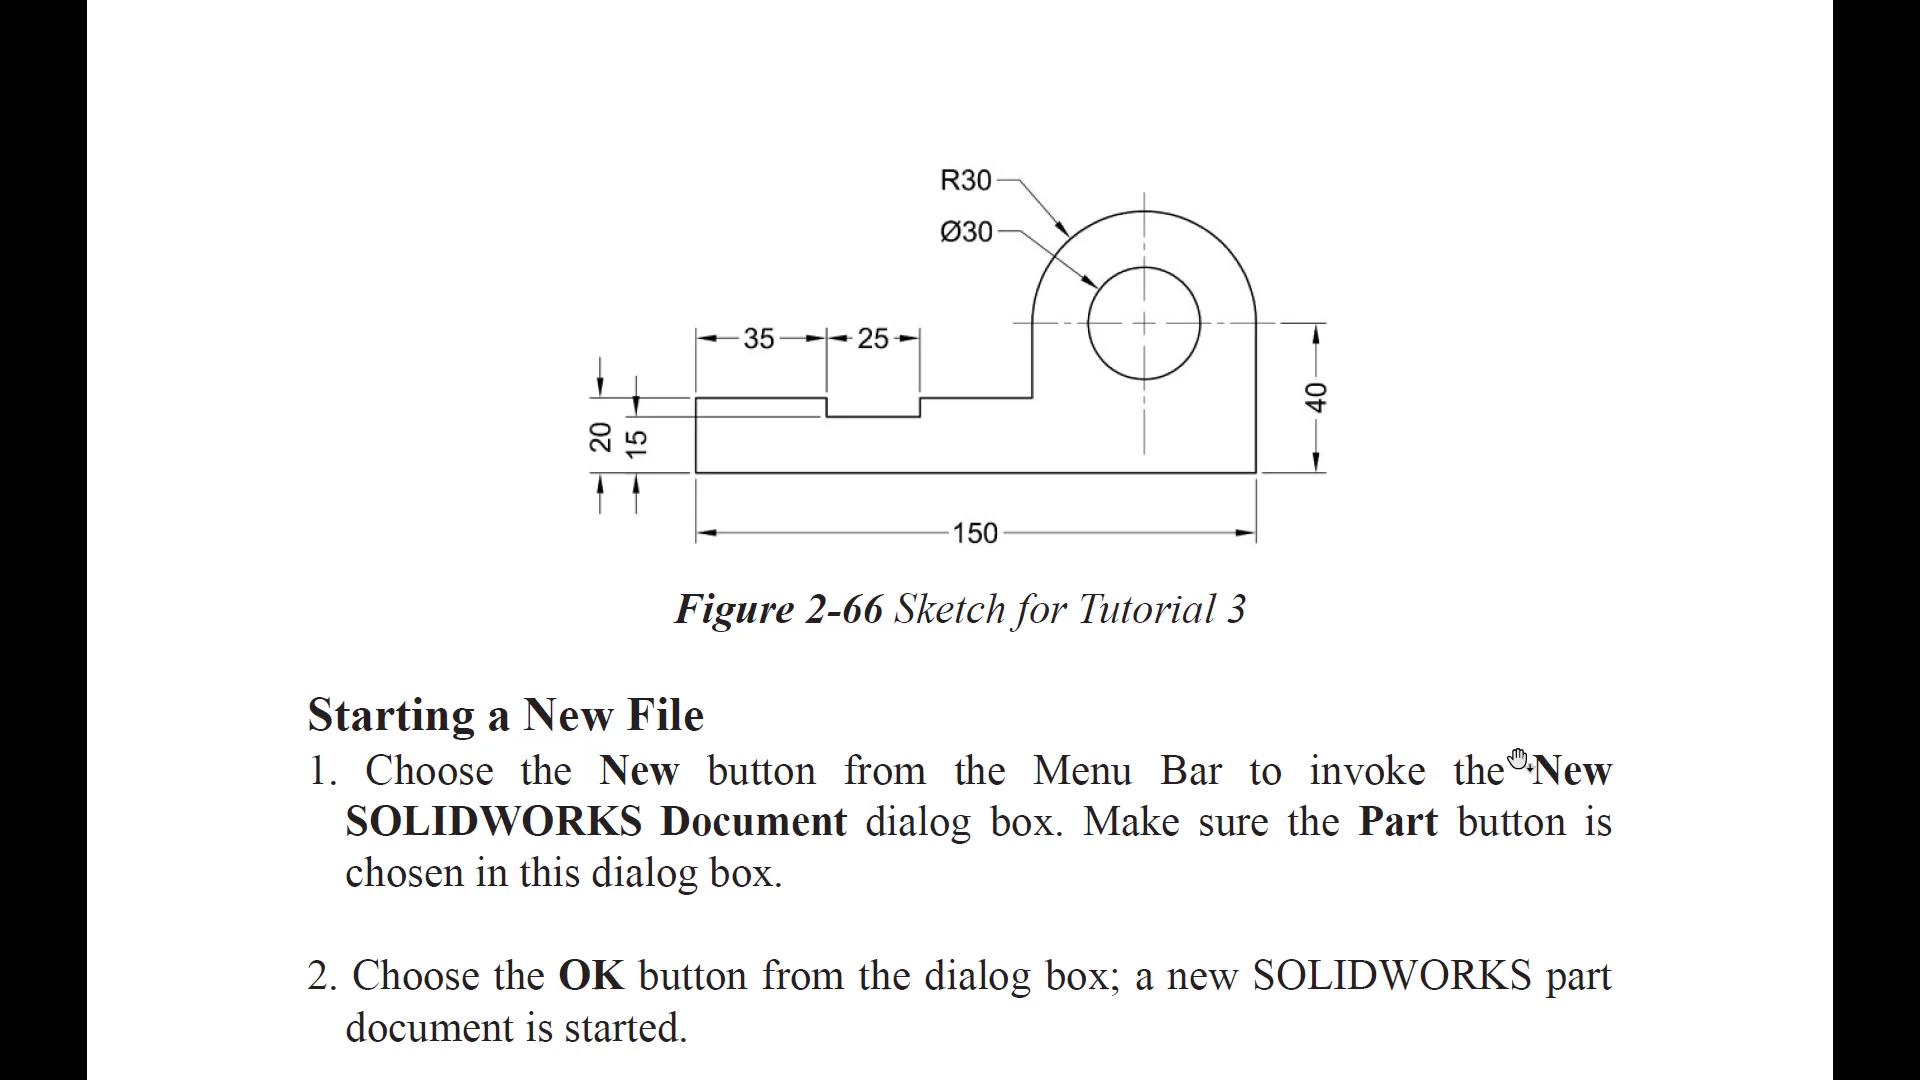 R30
Ø30
35
25
20
15
40
150
Figure 2-66 Sketch for Tutorial 3
Starting a New File
1. Choose the New button from the Menu Bar to invoke the New
SOLIDWORKS Document dialog box. Make sure the Part button is
chosen in this dialog box.
2. Choose the OK button from the dialog box; a new SOLIDWORKS part
document is started.